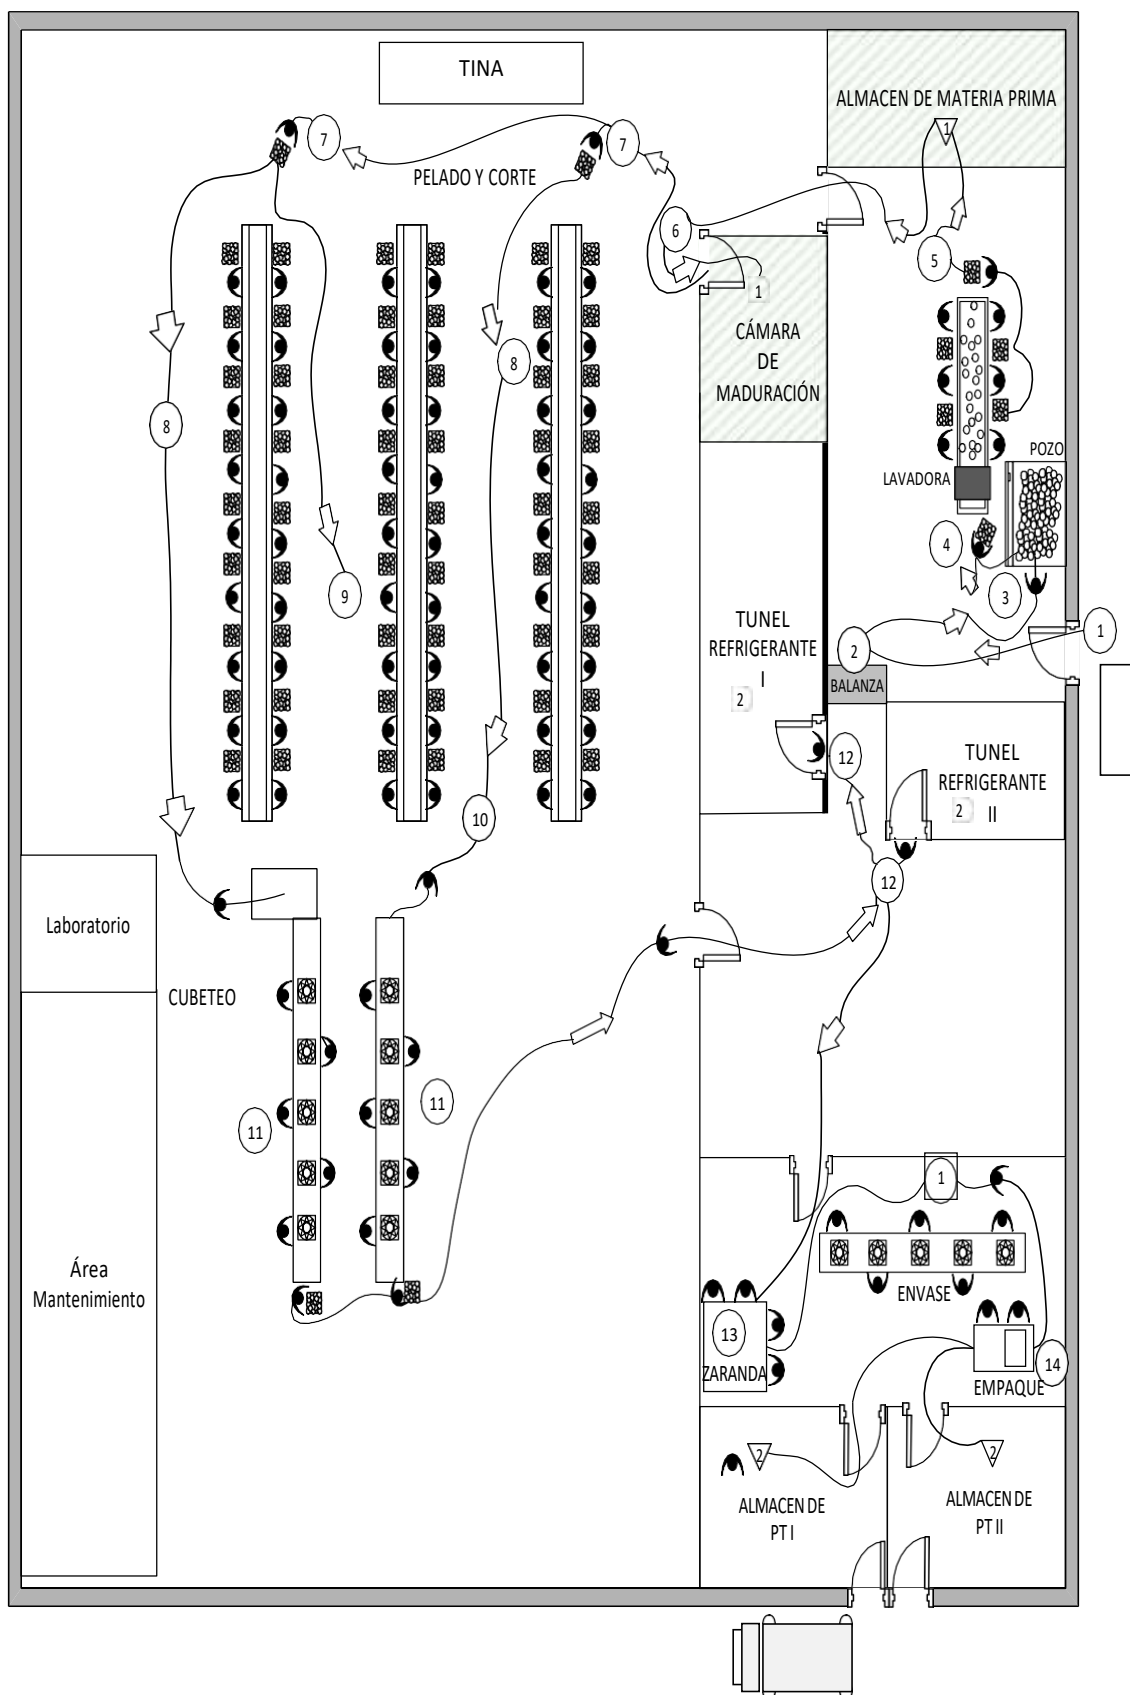 TINA
ALMACEN DE MATERIA PRIMA
1
7
7
PELADO Y CORTE
6
5
1
CÁMARA
DE
MADURACIÓN
8
8
POZO
LAVADORA
4
3
9
TUNEL
REFRIGERANTE
I
2
1
2
BALANZA
12
TUNEL
REFRIGERANTE
2
II
10
12
Laboratorio
CUBETEO
11
11
1
Área
Mantenimiento
ENVASE
13
ZARANDA
14
EMPAQUE
2
2
ALMACEN DE
PT I
ALMACEN DE
PT II